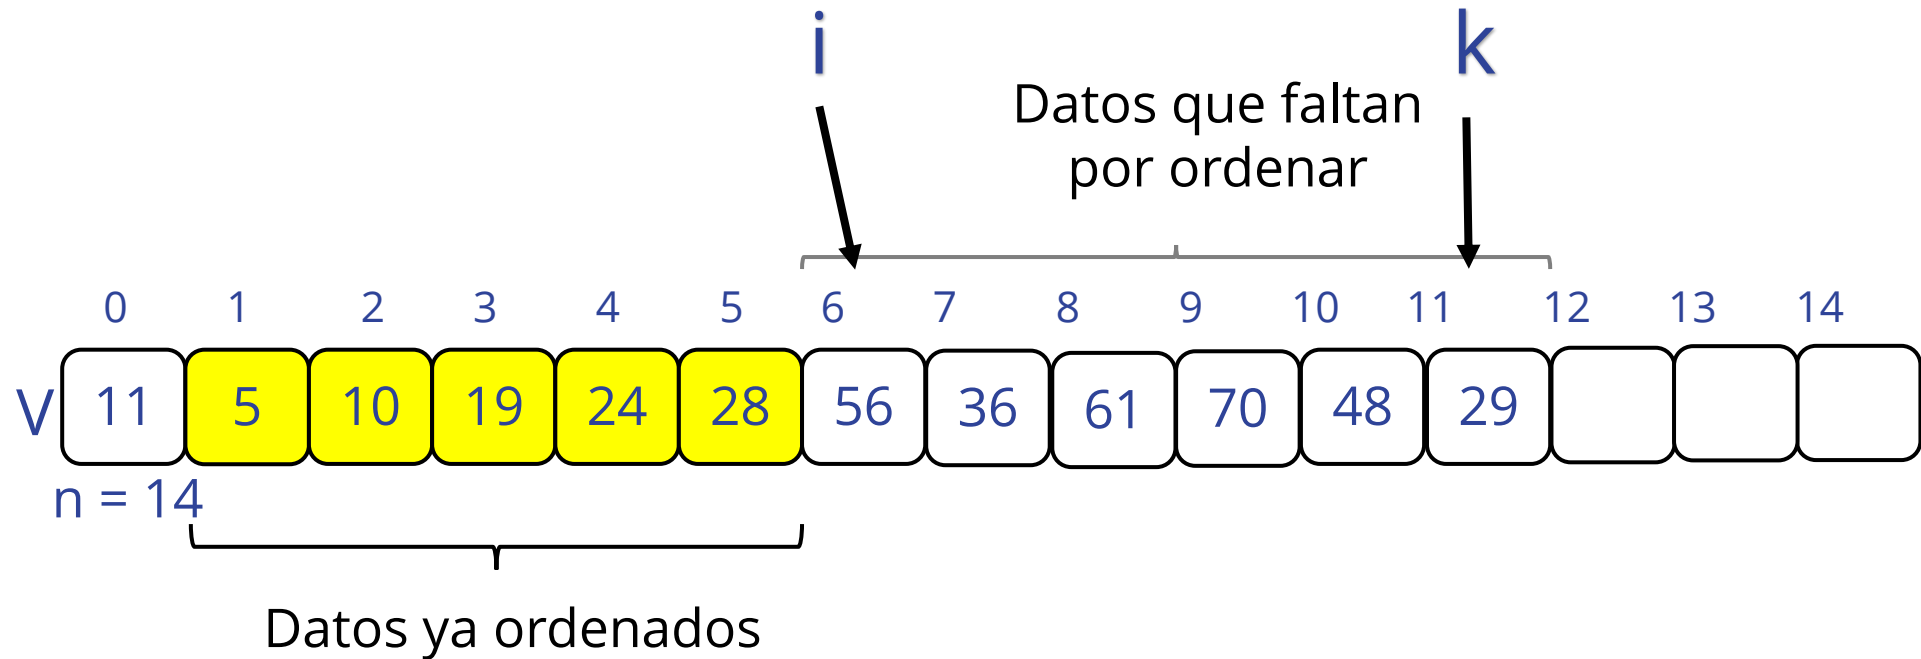 i k
Datos que faltan
por ordenar
0 1 2 3 4 5 6 7 8 9 10 11 12 13 14
V 11 5 10 19 24 28 56 36 61 70 48 29
n = 14
Datos ya ordenados